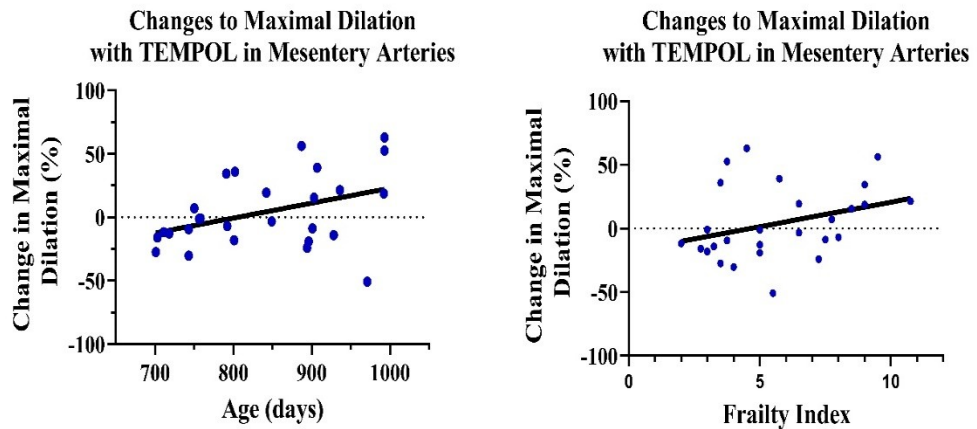 Changes to Maximal Dilation
with TEMPOL in Mesentery Arteries
Change in Maximal
Dilation (%)
100
50
0
-50
-100
700 800 900 1000
Age (days)
Changes to Maximal Dilation
with TEMPOL in Mesentery Arteries
Change in Maximal
Dilation (%)
100
50
0
-50
-100
0 5 10
Frailty Index